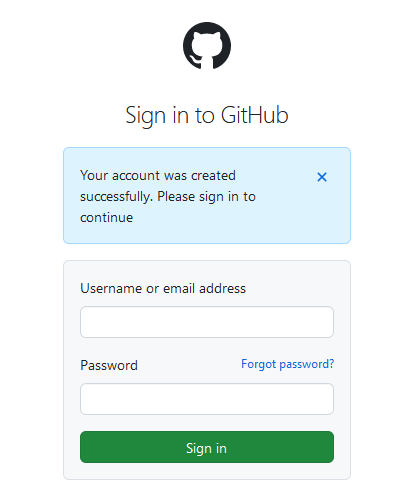 Sign in to GitHub
Your account was created
successfully. Please sign in to
continue
Username or email address
Password
Forgot password?
Sign in